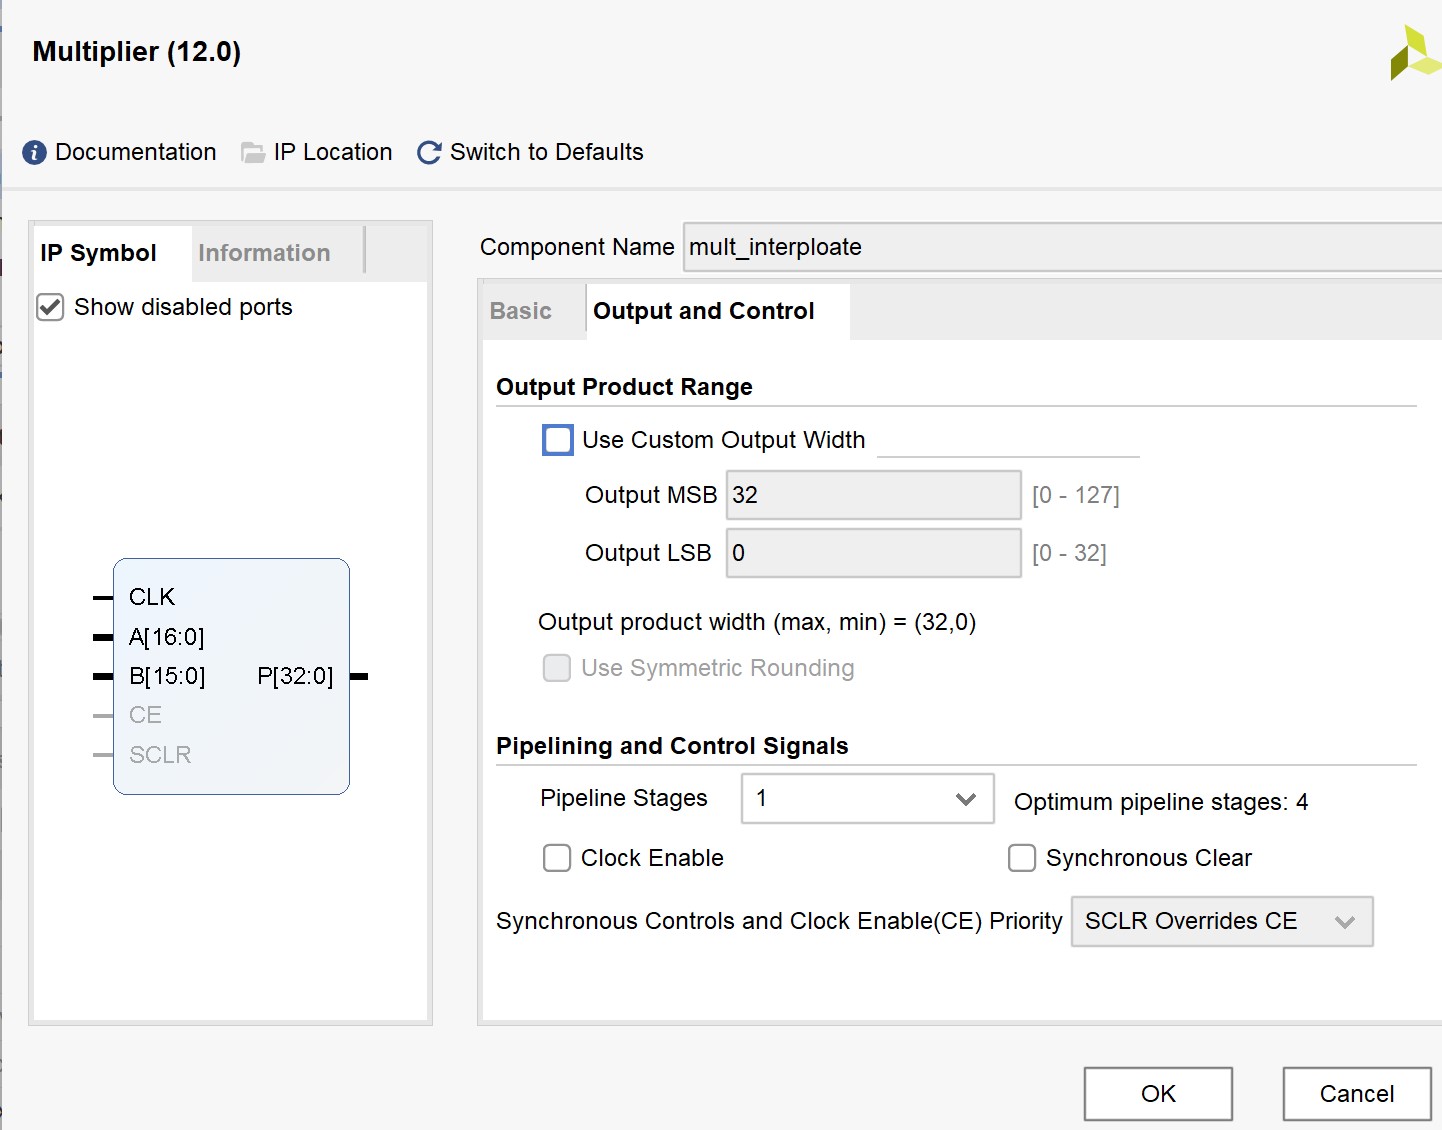 Multiplier (12.0)
Documentation IP Location Switch to Defaults
IP Symbol Information
Show disabled ports
CLK
A[16:0]
B[15:0] P[32:0]
CE
SCLR
Component Name mult_interploate
Basic Output and Control
Output Product Range
Use Custom Output Width
Output MSB 32 [0 - 127]
Output LSB 0 [0 - 32]
Output product width (max, min) = (32,0)
Use Symmetric Rounding
Pipelining and Control Signals
Pipeline Stages 1 Optimum pipeline stages: 4
Clock Enable Synchronous Clear
Synchronous Controls and Clock Enable(CE) Priority SCLR Overrides CE
OK Cancel